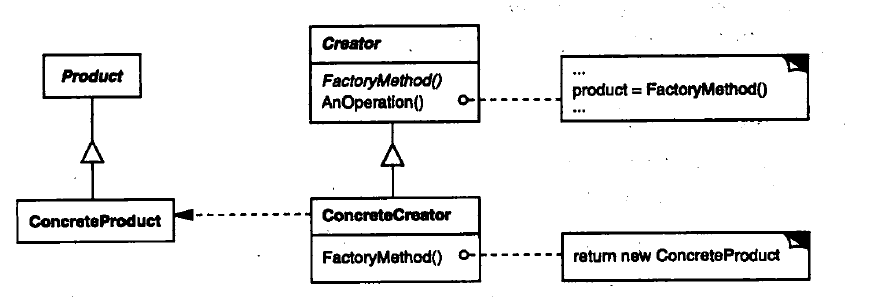 Creator
Product
FactoryMethod()
AnOperation()
...
product = FactoryMethod()
...
ConcreteProduct
ConcreteCreator
FactoryMethod()
return new ConcreteProduct